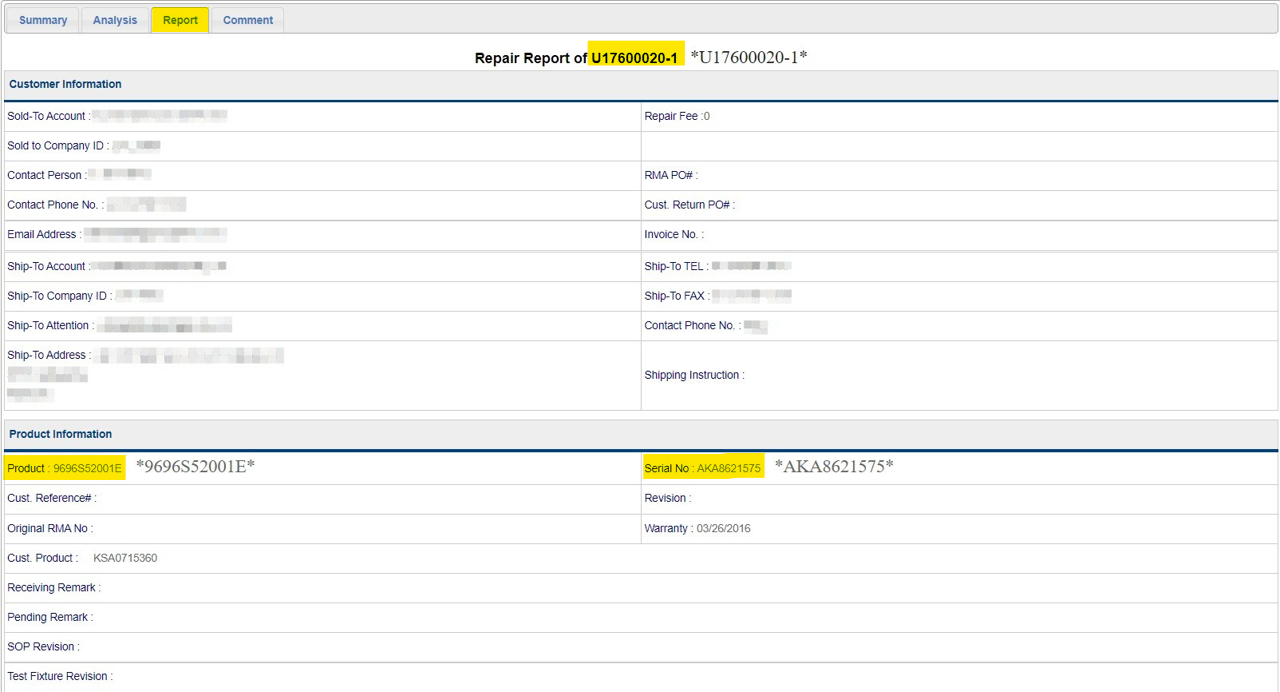 Summary Analysis Report Comment
Repair Report of U17600020-1 *U17600020-1*
Customer Information
Sold-To Account : Repair Fee :0
Sold to Company ID :
Contact Person : RMA PO# :
Contact Phone No. : Cust. Return PO# :
Email Address : Invoice No. :
Ship-To Account : Ship-To TEL :
Ship-To Company ID : Ship-To FAX :
Ship-To Attention : Contact Phone No. :
Ship-To Address :
Shipping Instruction :
Product Information
Product : 9696S52001E *9696S52001E* Serial No : AKA8621575 *AKA8621575*
Cust. Reference# : Revision :
Original RMA No : Warranty : 03/26/2016
Cust. Product : KSA0715360
Receiving Remark :
Pending Remark :
SOP Revision :
Test Fixture Revision :